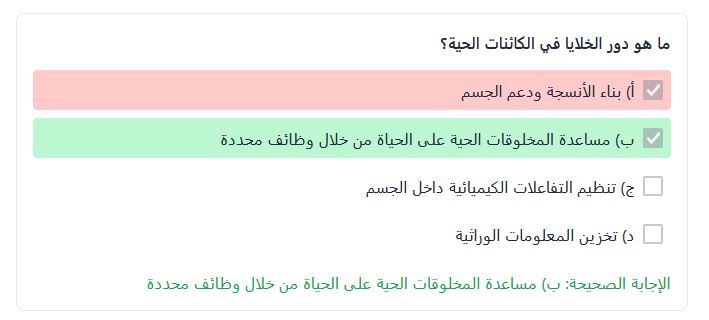 ما هو دور الخلايا في الكائنات الحية؟
أ) بناء الأنسجة ودعم الجسم
ب) مساعدة المخلوقات الحية على الحياة من خلال وظائف محددة
ج) تنظيم التفاعلات الكيميائية داخل الجسم
د) تخزين المعلومات الوراثية
الإجابة الصحيحة: ب) مساعدة المخلوقات الحية على الحياة من خلال وظائف محددة